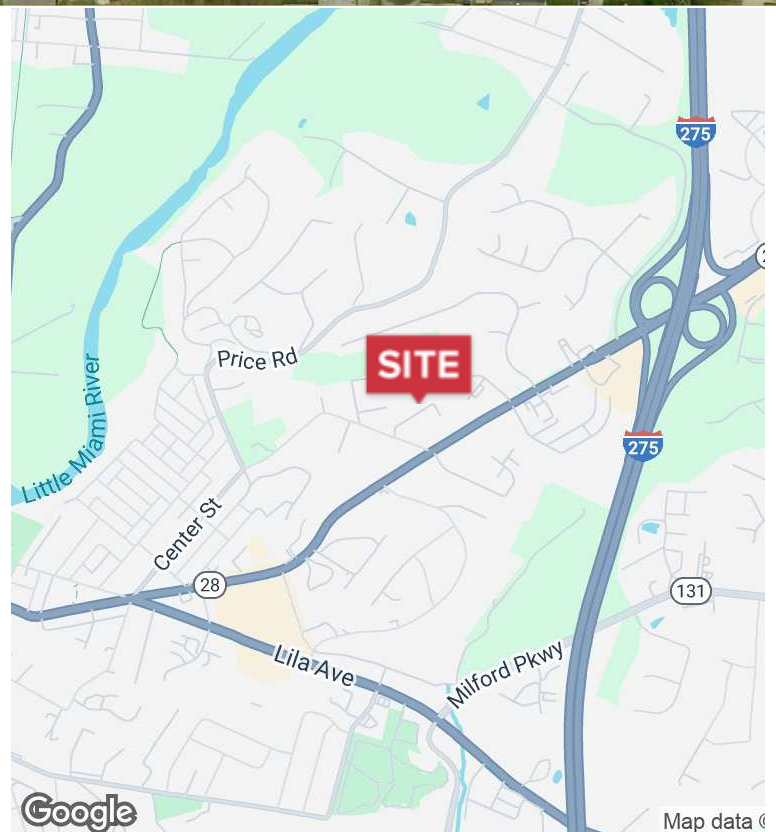 275
2
Price Rd
SITE
Little Miami River
275
Center St
28
131
Lila Ave
Milford Pkwy
Google
Map data ©